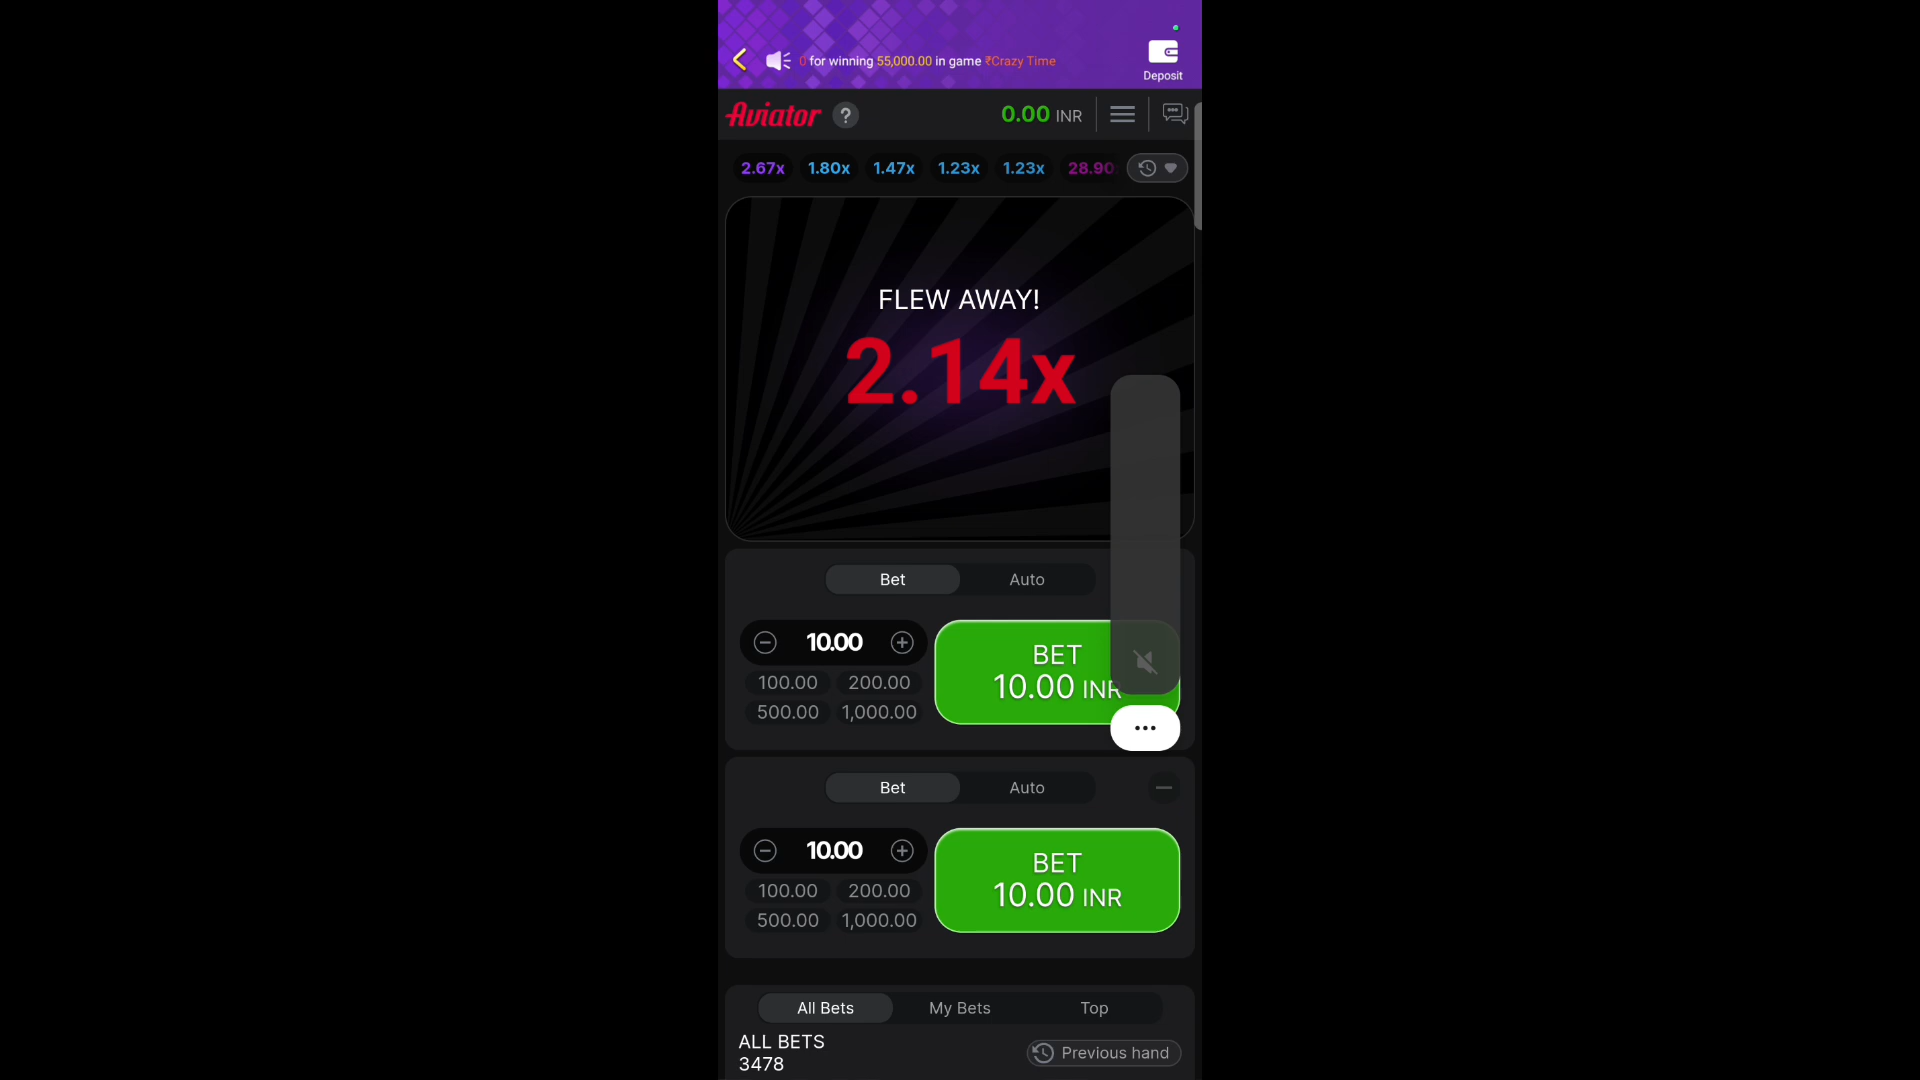 0 for winning 55,000.00 in game ₹Crazy Time
Deposit
Aviator ?
0.00 INR
2.67x 1.80x 1.47x 1.23x 1.23x 28.90
FLEW AWAY!
2.14x
Bet Auto
10.00
100.00 200.00
500.00 1,000.00
BET
10.00 INR
Bet Auto
10.00
100.00 200.00
500.00 1,000.00
BET
10.00 INR
All Bets My Bets Top
ALL BETS
3478
Previous hand